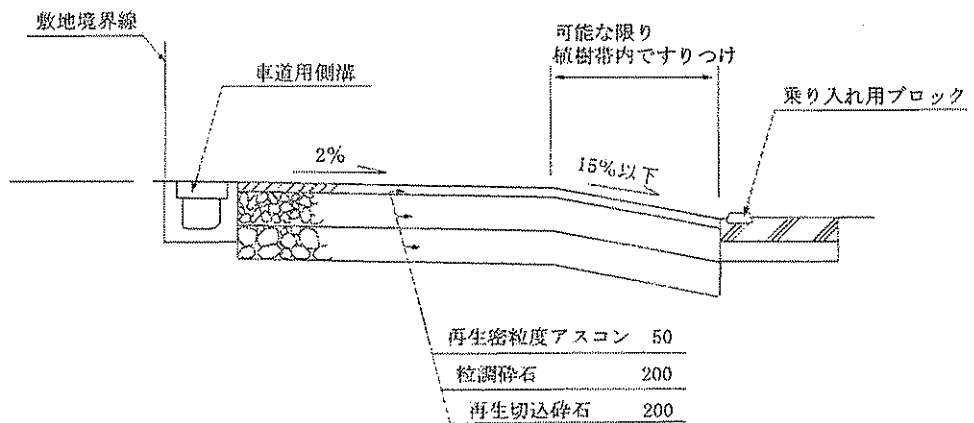 敷地境界線
車道用側溝
可能な限り
植樹帯内ですりつけ
乗り入れ用ブロック
2%
15%以下
再生密粒度アスコン 50
粒調砕石 200
再生切込砕石 200